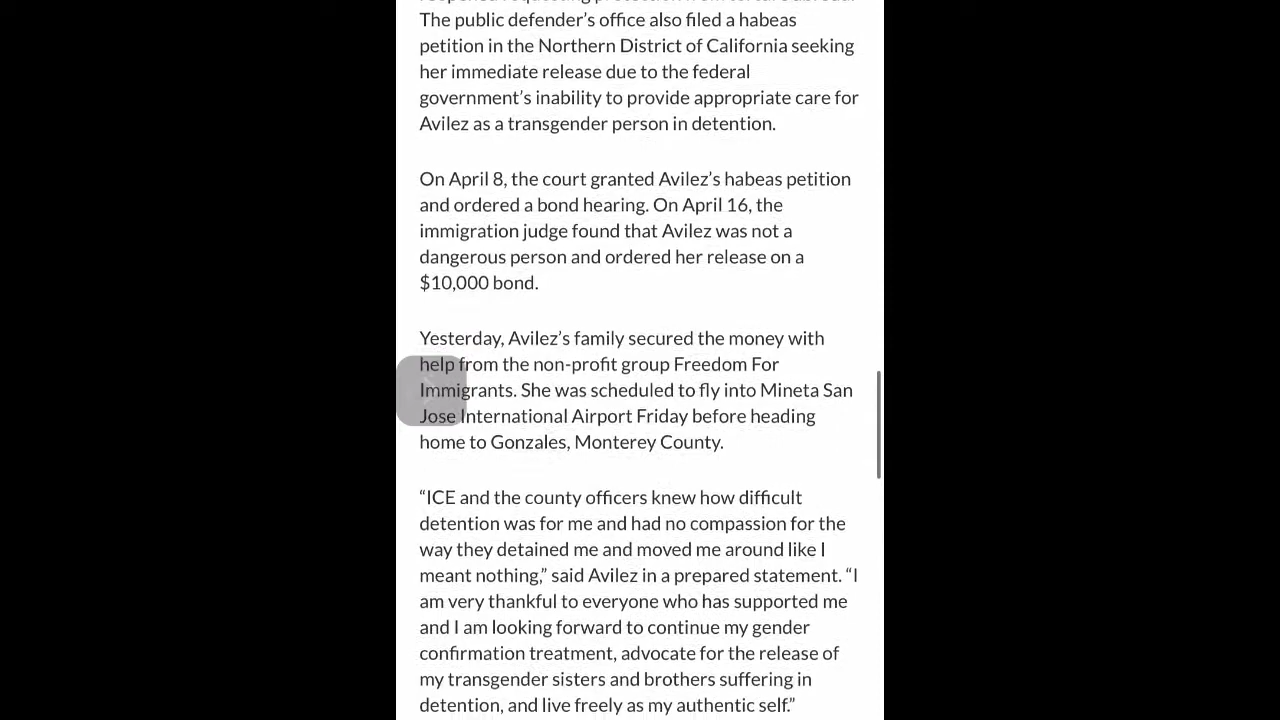 The public defender’s office also filed a habeas
petition in the Northern District of California seeking
her immediate release due to the federal
government’s inability to provide appropriate care for
Avilez as a transgender person in detention.
On April 8, the court granted Avilez’s habeas petition
and ordered a bond hearing. On April 16, the
immigration judge found that Avilez was not a
dangerous person and ordered her release on a
$10,000 bond.
Yesterday, Avilez’s family secured the money with
help from the non-profit group Freedom For
Immigrants. She was scheduled to fly into Mineta San
Jose International Airport Friday before heading
home to Gonzales, Monterey County.
“ICE and the county officers knew how difficult
detention was for me and had no compassion for the
way they detained me and moved me around like I
meant nothing,” said Avilez in a prepared statement. “I
am very thankful to everyone who has supported me
and I am looking forward to continue my gender
confirmation treatment, advocate for the release of
my transgender sisters and brothers suffering in
detention, and live freely as my authentic self.”